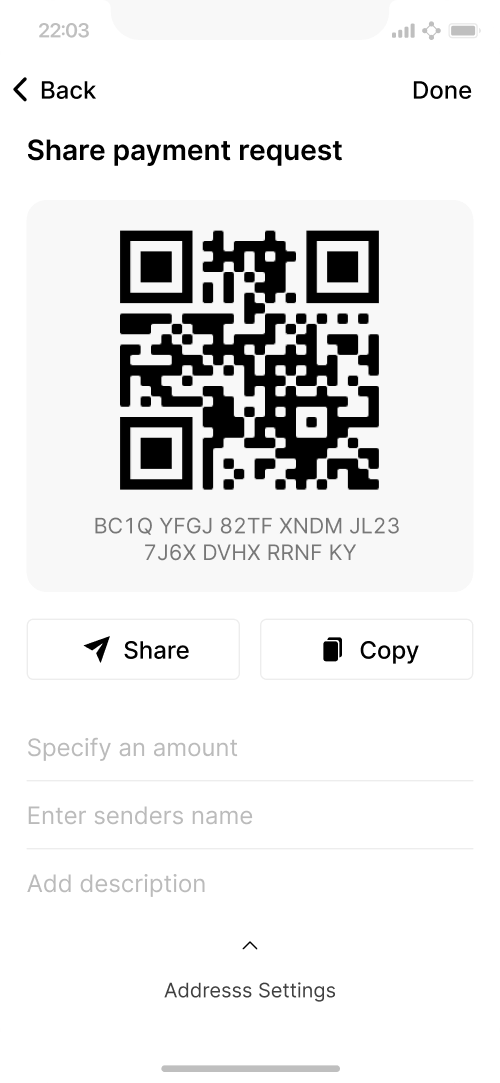 22:03
Back
Done
Share payment request
BC1Q YFGJ 82TF XNDM JL23
7J6X DVHX RRNF KY
Share
Copy
Specify an amount
Enter senders name
Add description
Addresss Settings